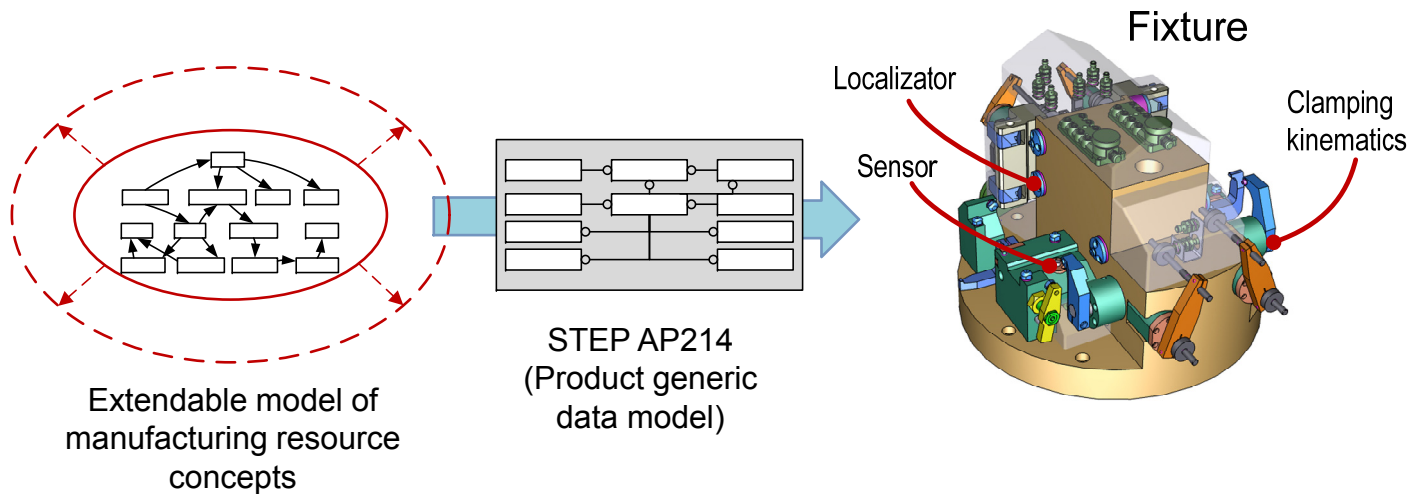 Fixture
Localizator
Sensor
Clamping
kinematics
STEP AP214
(Product generic
data model)
Extendable model of
manufacturing resource
concepts